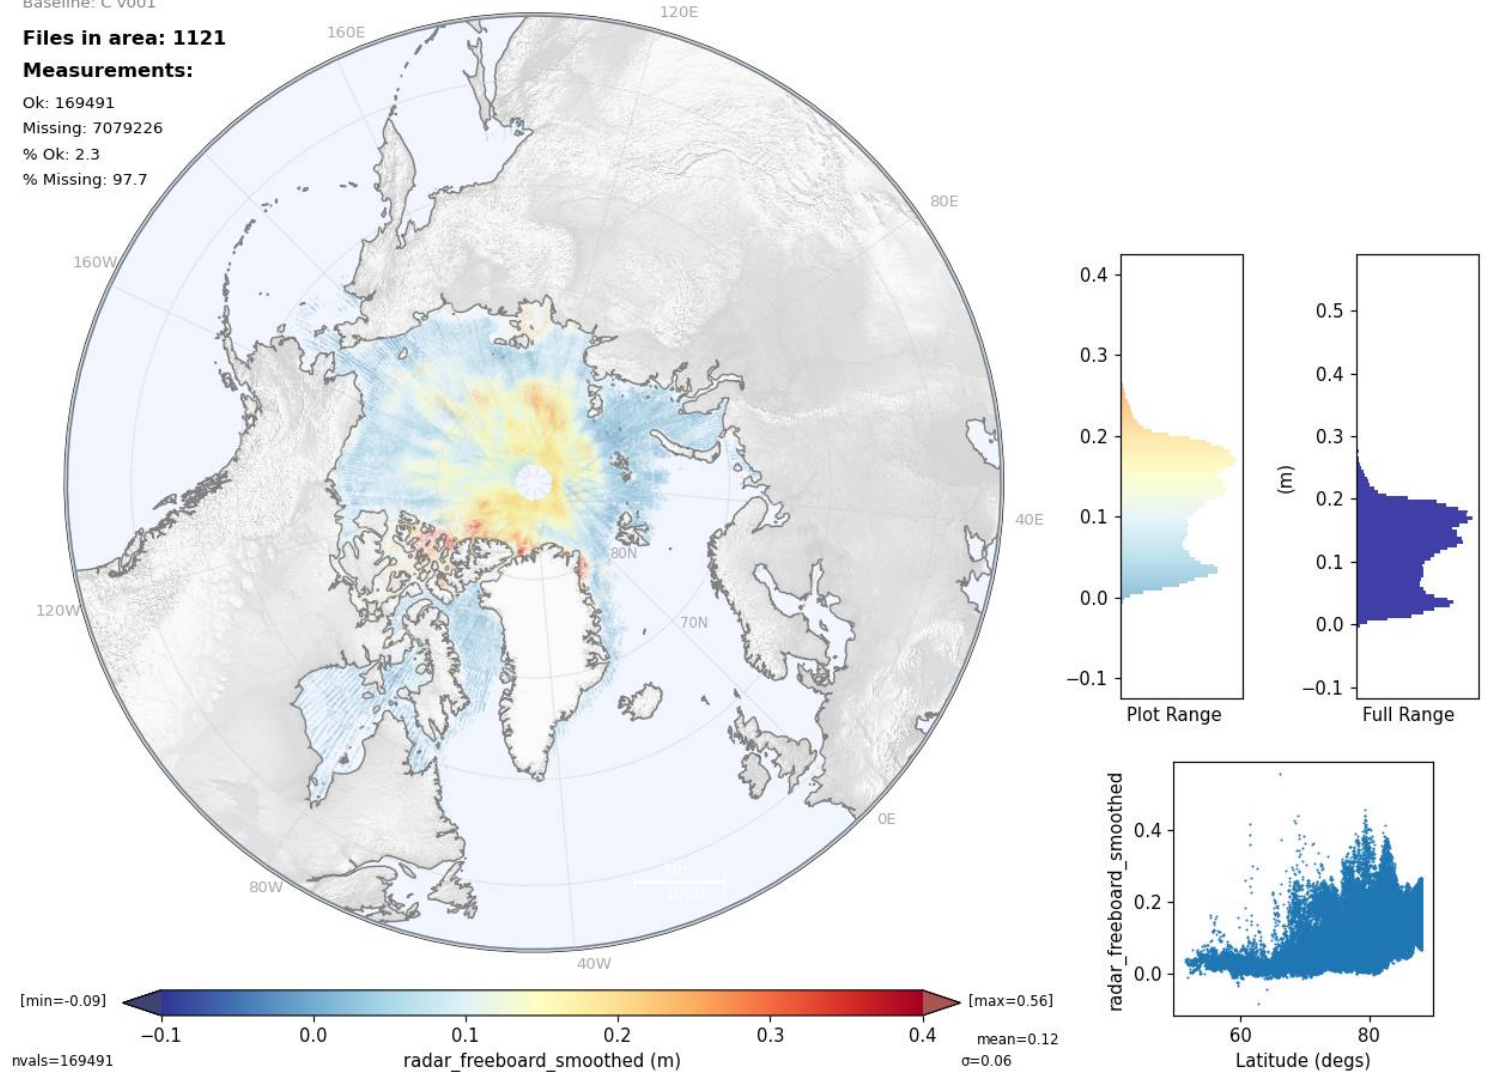 Baseline: C v001
Files in area: 1121
Measurements:
Ok: 169491
Missing: 7079226
% Ok: 2.3
% Missing: 97.7
160E
120E
80E
160W
40E
80N
120W
70N
0E
80W
40W
0.4
0.3
0.2
0.1
0.0
−0.1
Plot Range
(m)
0.5
0.4
0.3
0.2
0.1
0.0
−0.1
Full Range
radar_freeboard_smoothed
0.4
0.2
0.0
60
80
Latitude (degs)
[min=-0.09]
[max=0.56]
−0.1
0.0
0.1
0.2
0.3
0.4
mean=0.12
nvals=169491
radar_freeboard_smoothed (m)
σ=0.06